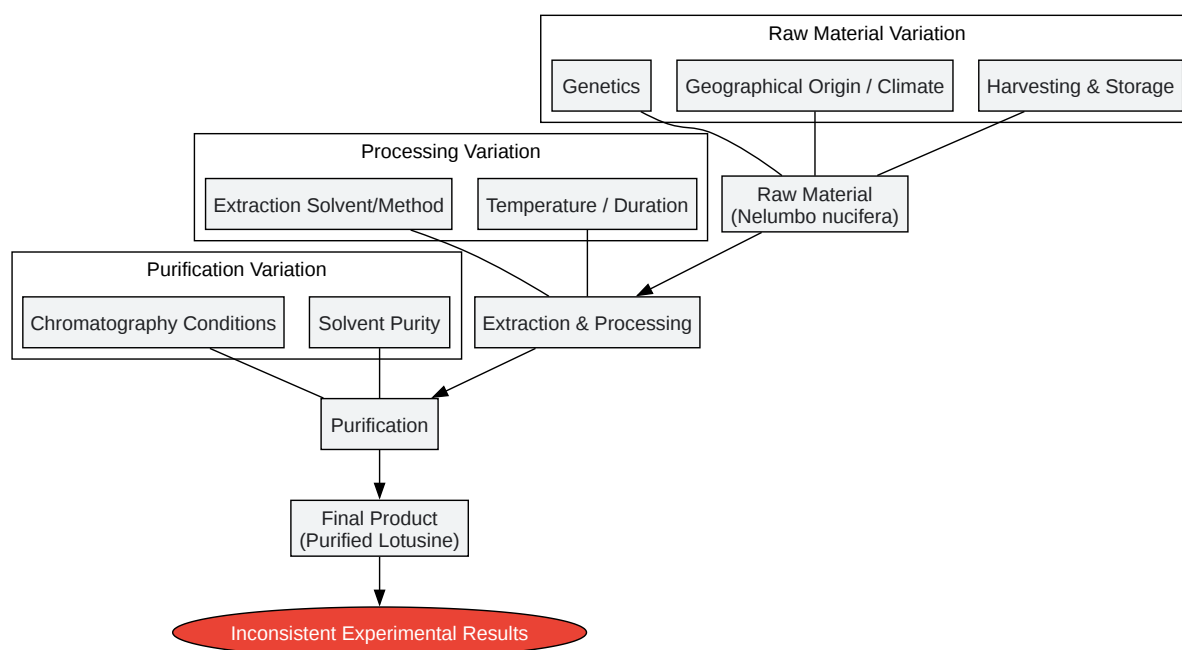 Raw Material Variation
Genetics
Geographical Origin / Climate
Harvesting & Storage
Processing Variation
Extraction Solvent/Method
Temperature / Duration
Raw Material
(Nelumbo nucifera)
Purification Variation
Chromatography Conditions
Solvent Purity
Extraction & Processing
Purification
Final Product
(Purified Lotusine)
Inconsistent Experimental Results